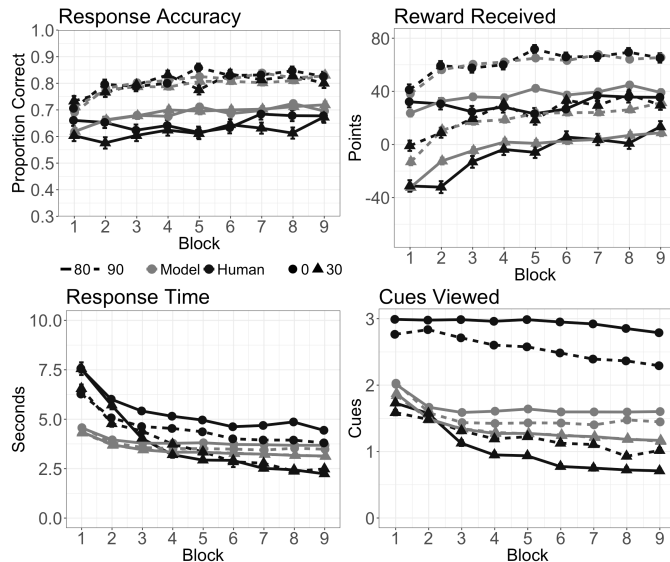 Response Accuracy
Proportion Correct
1.0
0.9
0.8
0.7
0.6
0.5
0.4
0.3
1 2 3 4 5 6 7 8 9
Block
Reward Received
Points
80
40
0
-40
1 2 3 4 5 6 7 8 9
Block
80 90 Model Human 0 30
Response Time
Seconds
10.0
7.5
5.0
2.5
0.0
1 2 3 4 5 6 7 8 9
Block
Cues Viewed
Cues
3
2
1
0
1 2 3 4 5 6 7 8 9
Block